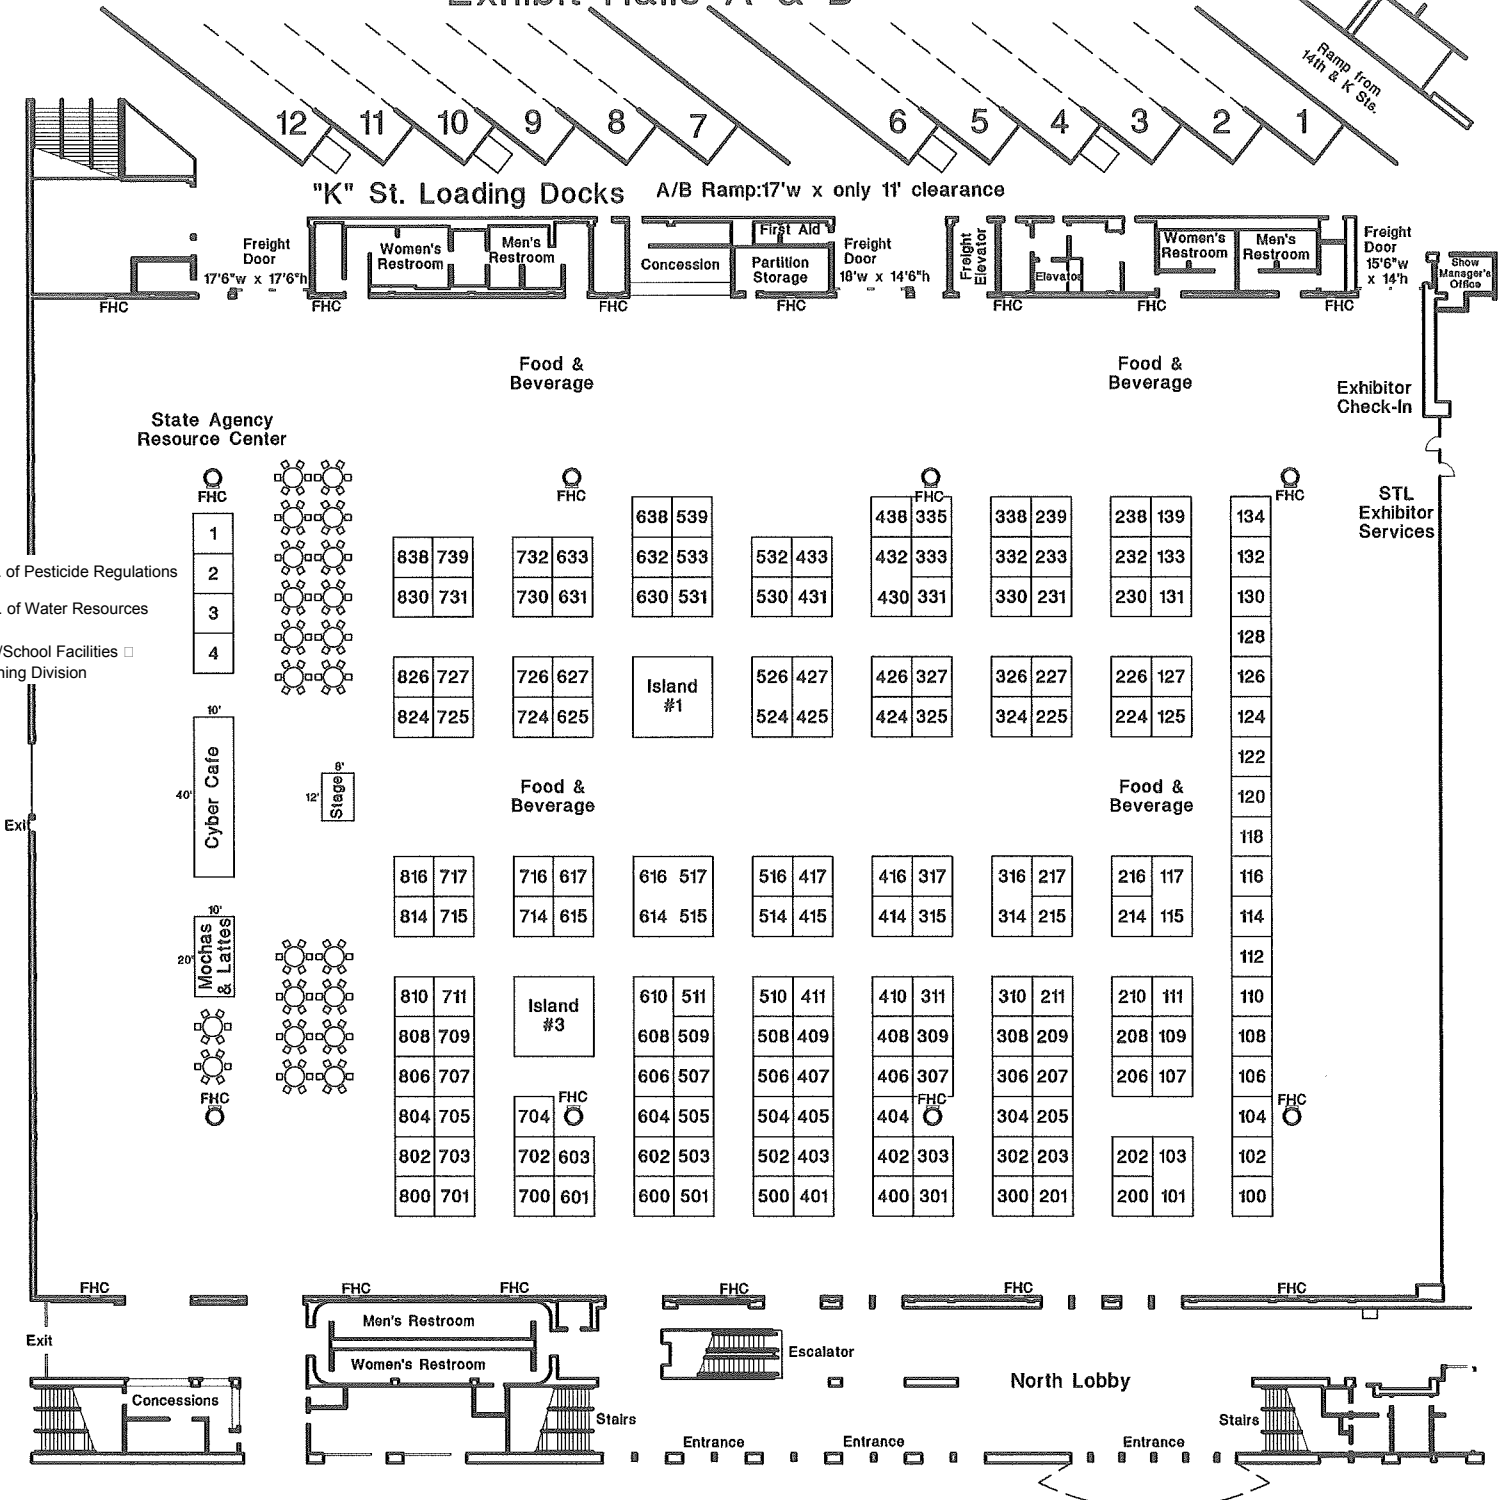 Exhibit Halls A & B
Ramp from
14th & K Sts.
12 11 10 9 8 7 6 5 4 3 2 1
"K" St. Loading Docks
A/B Ramp:17'w x only 11' clearance
Freight
Door
17'6"w x 17'6"h
Women's
Restroom
Men's
Restroom
Concession
First Aid
Partition
Storage
Freight
Door
18'w x 14'6"h
Freight
Elevator
Elevator
Women's
Restroom
Men's
Restroom
Freight
Door
15'6"w
x 14'h
Show
Manager's
Office
FHC FHC FHC FHC FHC FHC FHC
Food &
Beverage
Food &
Beverage
Exhibitor
Check-In
State Agency
Resource Center
FHC FHC FHC FHC
STL
Exhibitor
Services
1
2
3
4
. of Pesticide Regulations
. of Water Resources
/School Facilities □
ning Division
638 539 438 335 338 239 238 139 134
838 739 732 633 632 533 532 433 432 333 332 233 232 133 132
830 731 730 631 630 531 530 431 430 331 330 231 230 131 130
128
826 727 726 627 526 427 426 327 326 227 226 127 126
Island
#1
824 725 724 625 524 425 424 325 324 225 224 125 124
122
10'
40'
Cyber Cafe
8'
12'
Stage
Food &
Beverage
Food &
Beverage
120
118
Exit
816 717 716 617 616 517 516 417 416 317 316 217 216 117 116
814 715 714 615 614 515 514 415 414 315 314 215 214 115 114
112
10'
20'
Mochas
& Lattes
810 711 610 511 510 411 410 311 310 211 210 111 110
Island
#3
808 709 608 509 508 409 408 309 308 209 208 109 108
806 707 606 507 506 407 406 307 306 207 206 107 106
FHC FHC FHC FHC
804 705 704 604 505 504 405 404 304 205 104
802 703 702 603 602 503 502 403 402 303 302 203 202 103 102
800 701 700 601 600 501 500 401 400 301 300 201 200 101 100
FHC FHC FHC FHC FHC FHC
Exit
Men's Restroom
Women's Restroom
Escalator
North Lobby
Concessions
Stairs
Stairs
Entrance
Entrance
Entrance